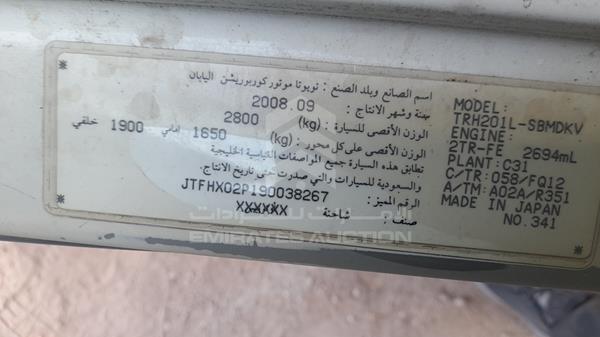 اسم الصانع وبلد الصنع : تويوتا موتور كوربوريشن اليابان
سنة وشهر الانتاج : 2008.09
الوزن الأقصى للسيارة : (kg) 2800
الوزن الأقصى على كل محور : (kg) 1650 أمامي 1900 خلفي
تطابق هذه السيارة جميع المواصفات القياسية الخليجية
والسعودية للسيارات والتي صدرت حتى تاريخ الانتاج.
الرقم المميز : JTFHX02P190038267
صنف : شاحنة XXXXXX
MODEL:
TRH201L-SBMDKV
ENGINE:
2TR-FE 2694mL
PLANT: C31
C/TR: 058/FQ12
A/TM: A02A/R351
MADE IN JAPAN
NO.341
الإمارات للمزادات
EMIRATES AUCTION